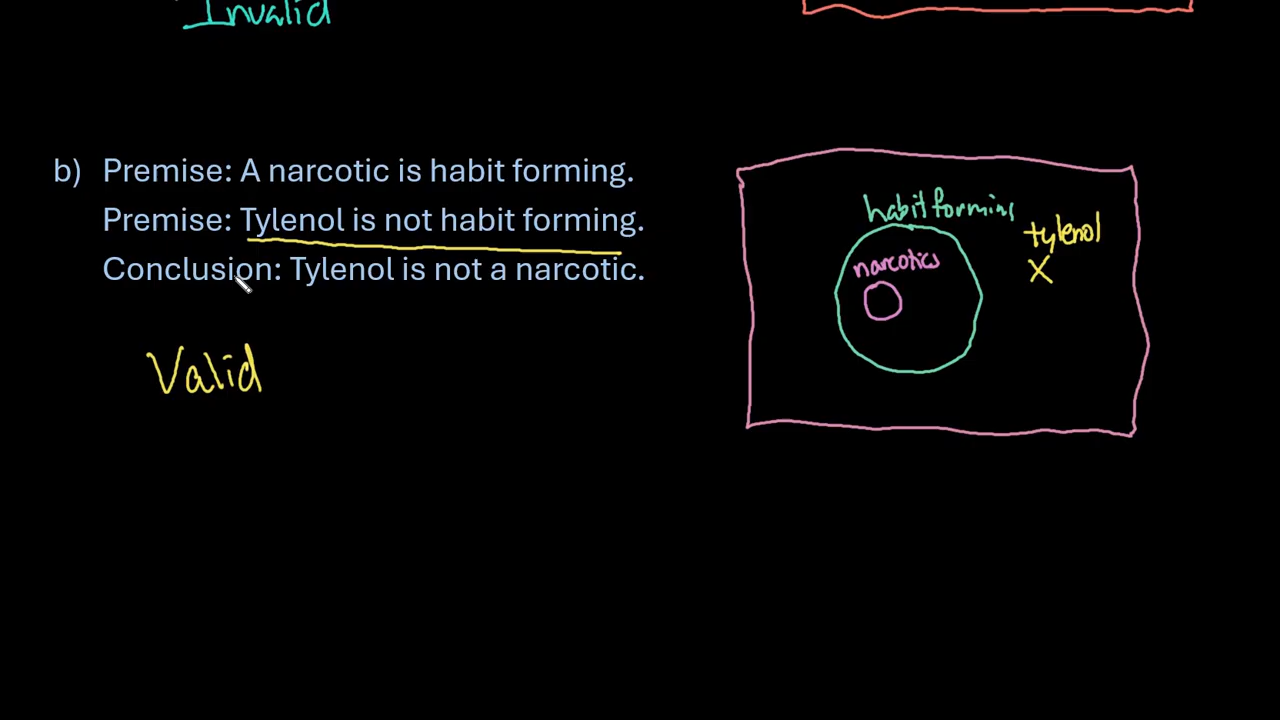 Invalid
b) Premise: A narcotic is habit forming.
Premise: Tylenol is not habit forming.
Conclusion: Tylenol is not a narcotic.
Valid
habit forming
tylenol
X
narcotics